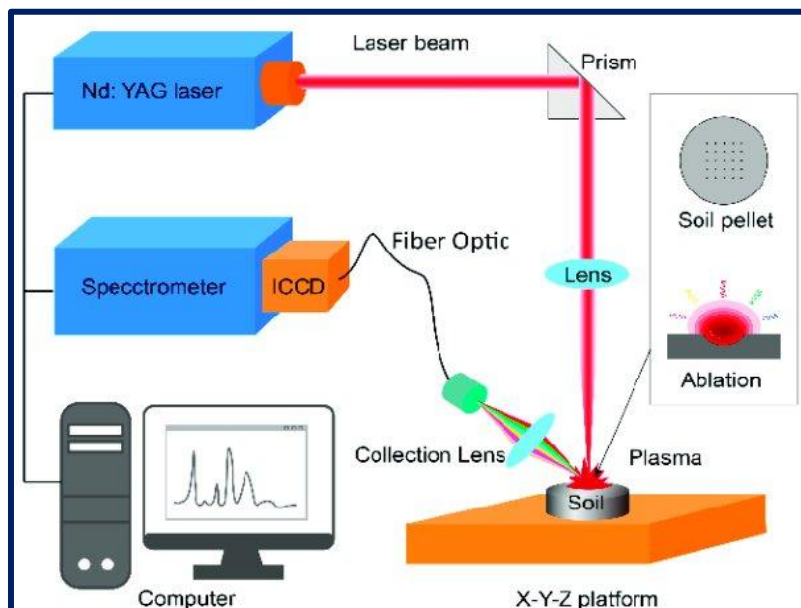 Laser beam
Prism
Nd: YAG laser
Soil pellet
Fiber Optic
Lens
Specctrometer
ICCD
Ablation
Collection Lens
Plasma
Soil
Computer
X-Y-Z platform